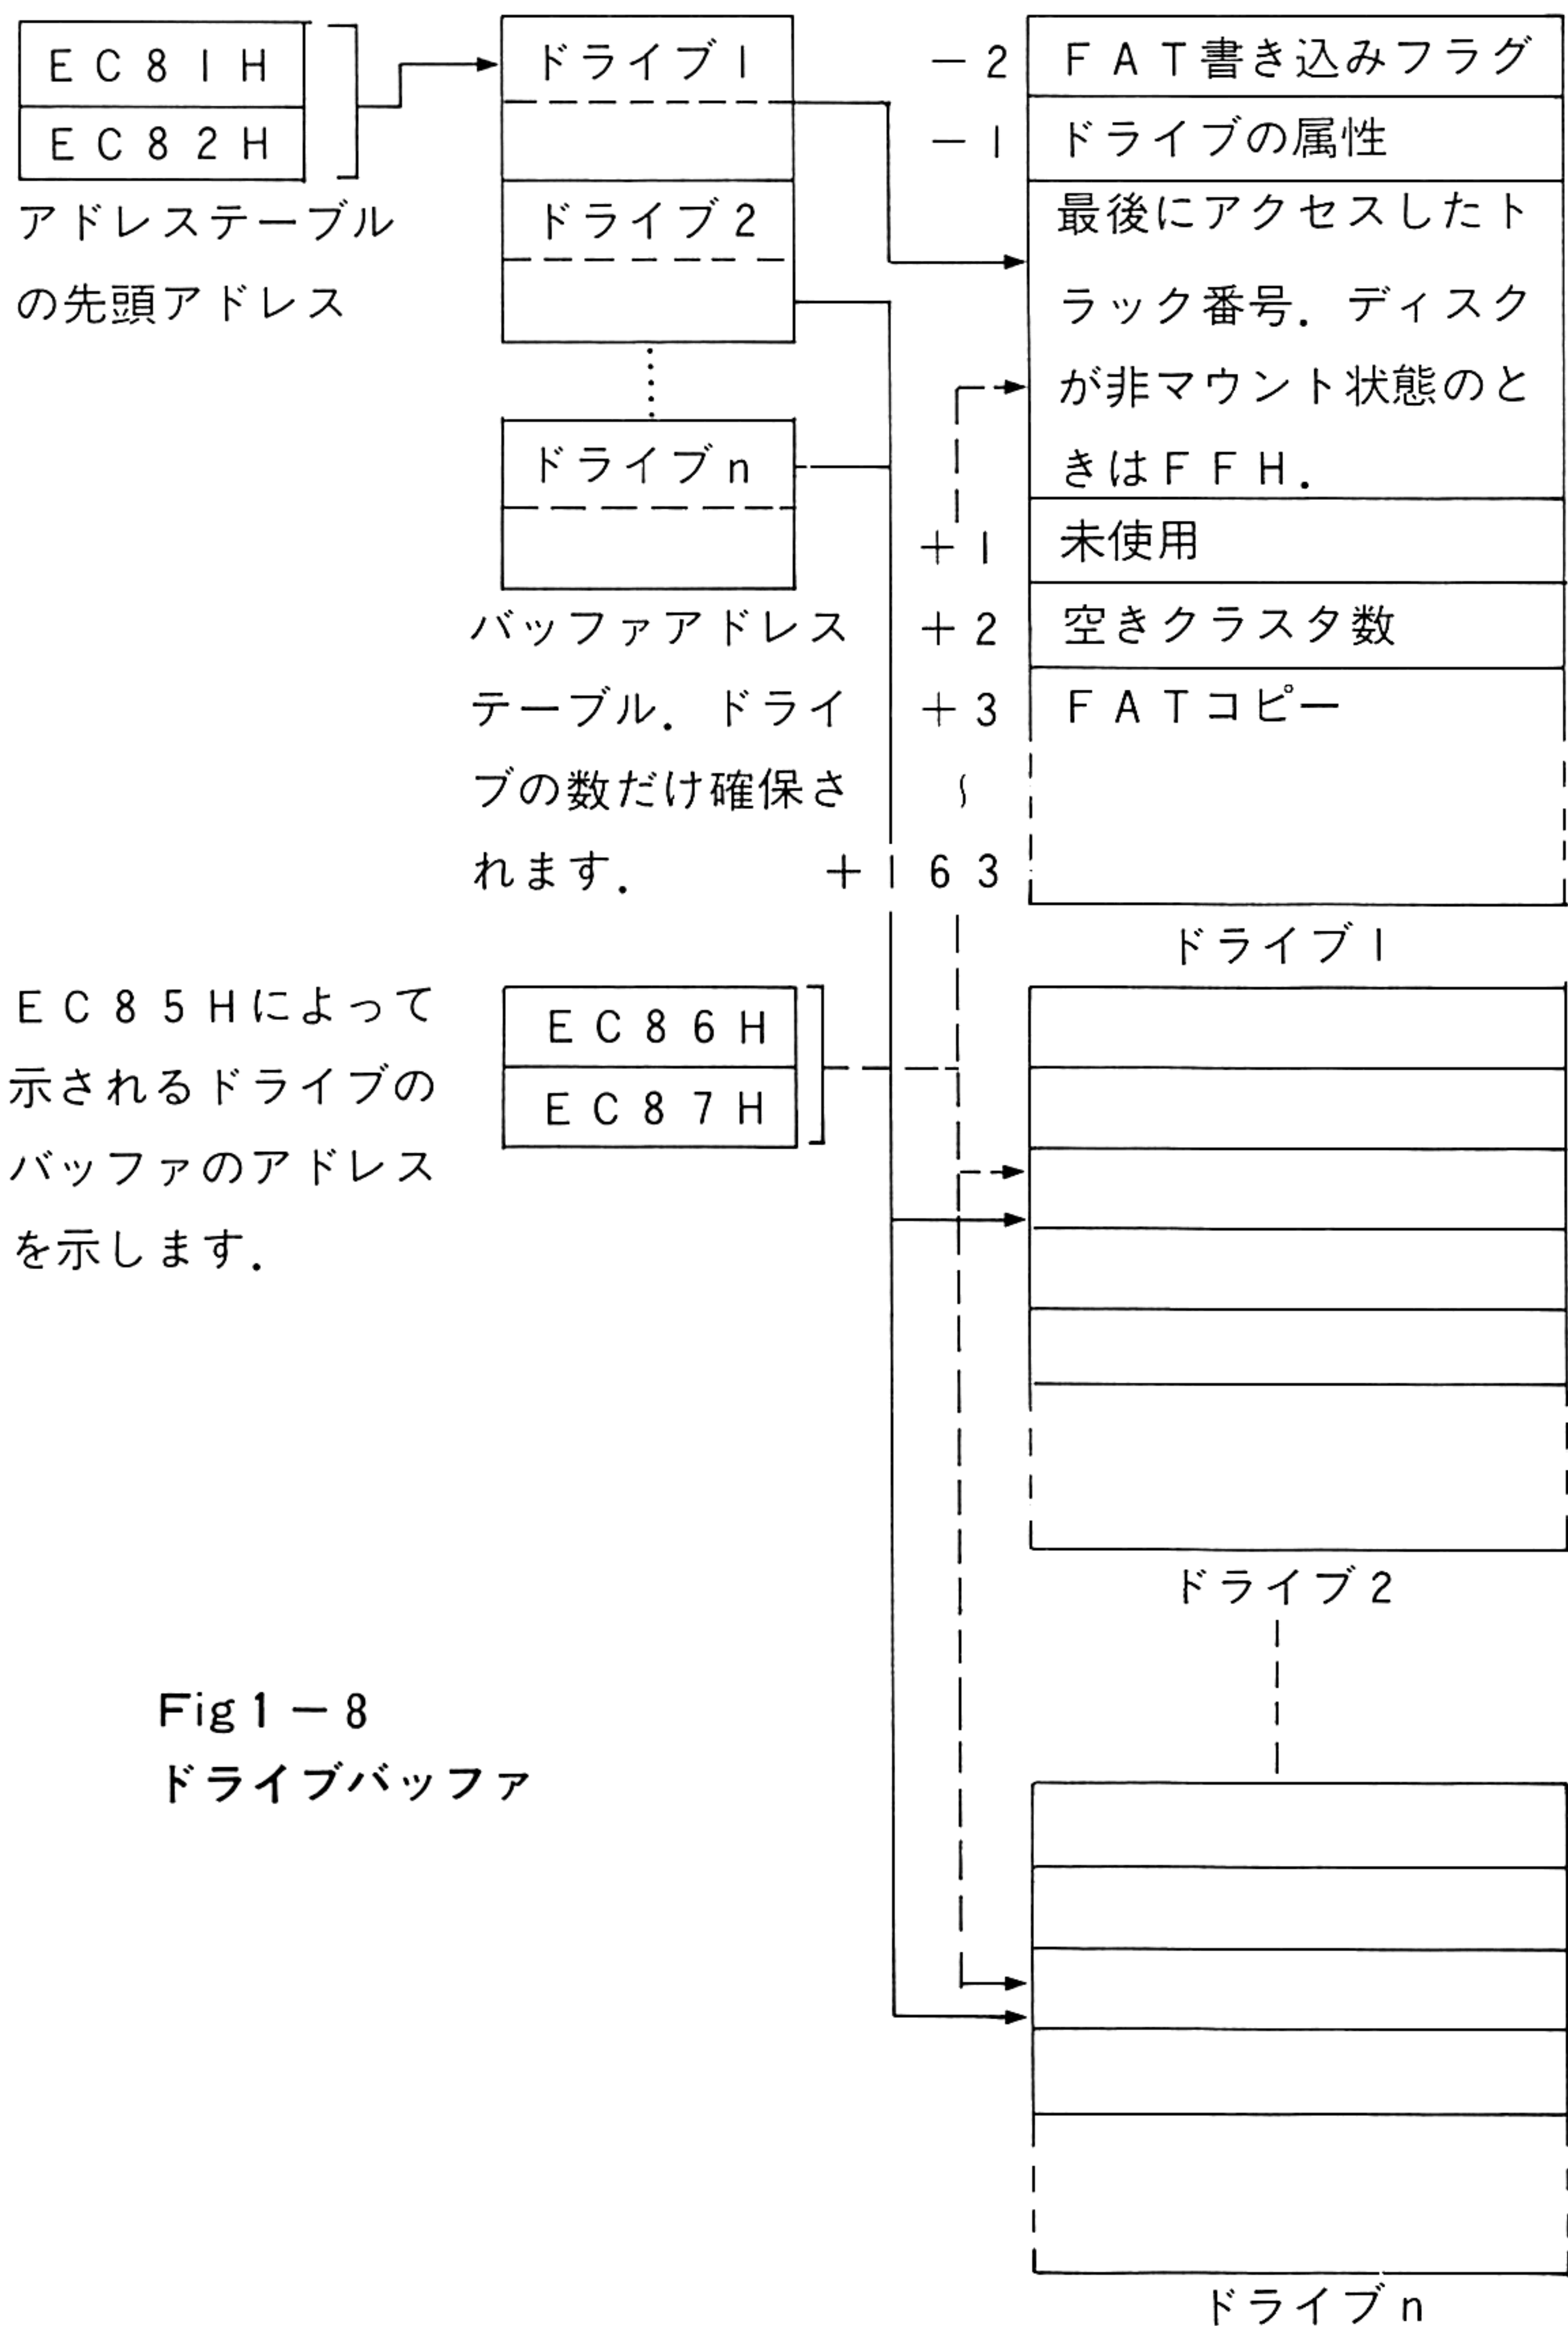 EC81H
EC82H
アドレステーブル
の先頭アドレス
ドライブ1
ドライブ2
ドライブn
バッファアドレス
テーブル．ドライ
ブの数だけ確保さ
れます．
−2 FAT書き込みフラグ
−1 ドライブの属性
最後にアクセスしたト
ラック番号．ディスク
が非マウント状態のと
きはFFH．
+1 未使用
+2 空きクラスタ数
+3 FATコピー
〜
+163
ドライブ1
EC85Hによって
示されるドライブの
バッファのアドレス
を示します．
EC86H
EC87H
ドライブ2
ドライブn
Fig1−8
ドライブバッファ